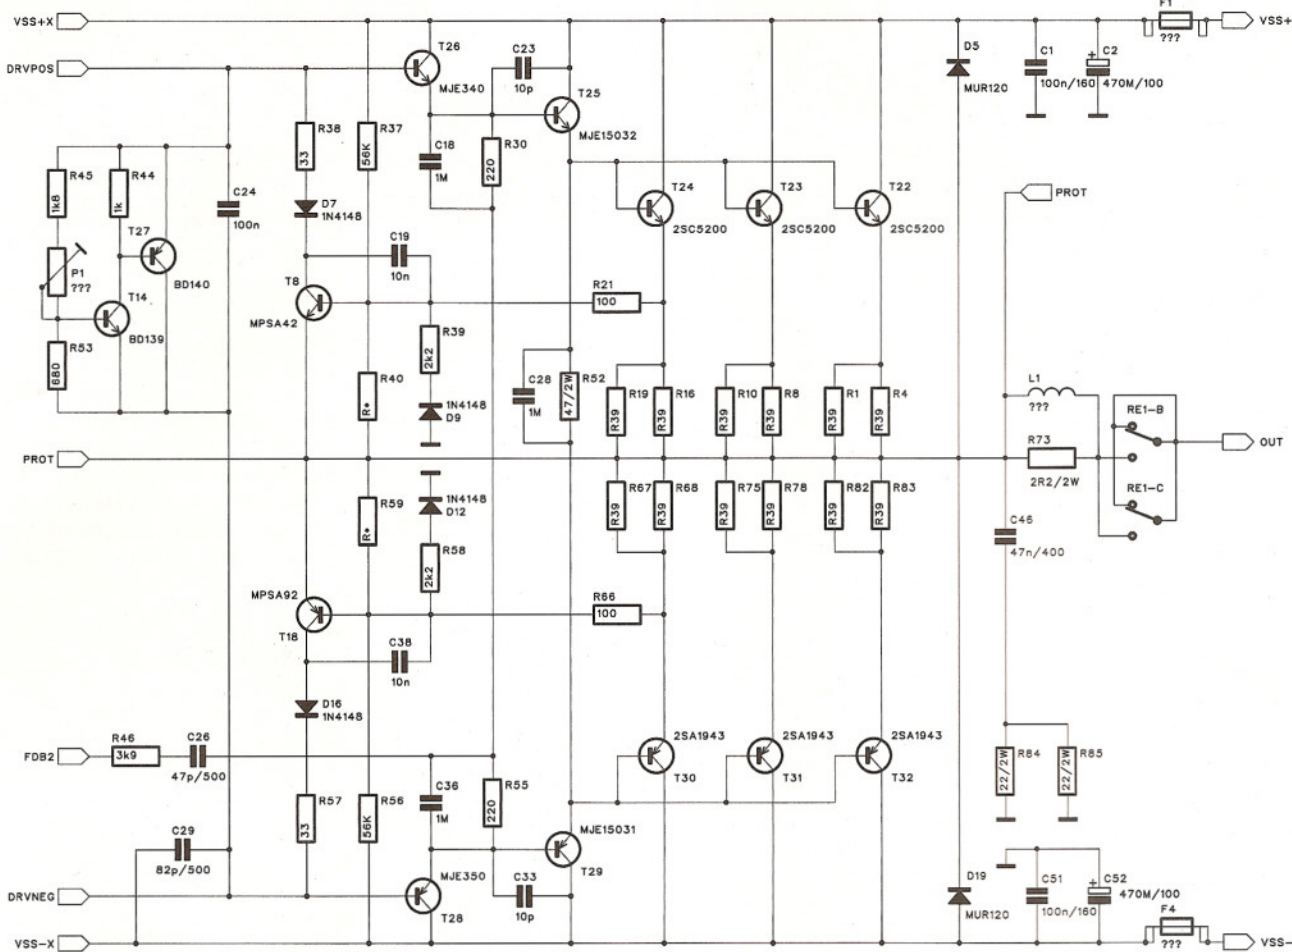 F1
VSS+X
VSS+
???
T26
C23
D5
C1
C2
+
DRVPOS
MJE340
10p
T25
MUR120
100n/160
470M/100
R38
R37
C18
R30
MJE15032
33
56K
1M
220
R45
R44
C24
T24
T23
T22
PROT
1k8
1k
100n
D7
1N4148
2SC5200
2SC5200
2SC5200
T27
C19
P1
???
BD140
10n
T8
R21
T14
100
BD139
MPSA42
R39
R53
2k2
680
R40
C28
R52
R19
R16
R10
R8
R1
R4
L1
R*
1N4148
D9
1M
47/2W
R39
R39
R39
R39
R39
R39
???
RE1-B
PROT
R73
OUT
2R2/2W
R59
1N4148
D12
R67
R68
R75
R78
R82
R83
RE1-C
R*
R39
R39
R39
R39
R39
R39
C46
R58
47n/400
2k2
MPSA92
R66
100
T18
C38
10n
D16
1N4148
R46
C26
2SA1943
2SA1943
2SA1943
FDB2
3k9
47p/500
R84
R85
22/2W
22/2W
T30
T31
T32
R57
R56
C36
R55
33
56K
1M
220
C29
MJE15031
82p/500
T29
MJE350
D19
C51
C52
+
DRVNEG
C33
MUR120
100n/160
470M/100
T28
10p
F4
VSS-X
???
VSS-